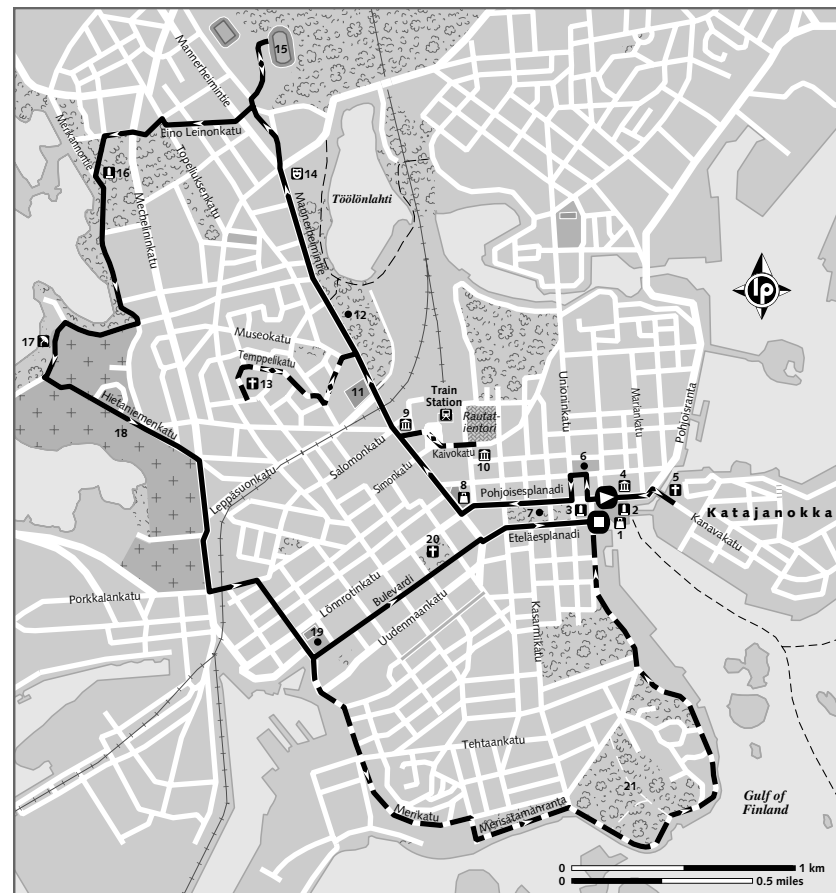 15
Mannerheimintie
Merikannontie
Eino Leinonkatu
Topeliuksenkatu
16
14
Mechelininkatu
Mannerheimintie
Töölönlahti
lp
12
17
Museokatu
Temppelikatu
13
11
Train
Station
Rautat-
ientori
Unioninkatu
Mariankatu
Pohjoisranta
Hietaniemenkatu
18
9
Kaivokatu
10
Salomonkatu
Simonkatu
Leppäsuonkatu
6
8
Pohjoisesplanadi
4
5
Katajanokka
7
3
2
1
Eteläesplanadi
Kanavakatu
20
Lönnrotinkatu
Bulevardi
Uudenmaankatu
Kasarmikatu
Porkkalankatu
19
Tehtaankatu
21
Merikatu
Merisatamanranta
Gulf of
Finland
0 1 km
0 0.5 miles